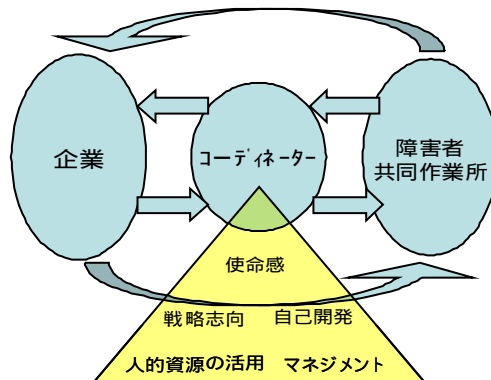 企業
コーディネーター
障害者
共同作業所
使命感
戦略志向
自己開発
人的資源の活用
マネジメント